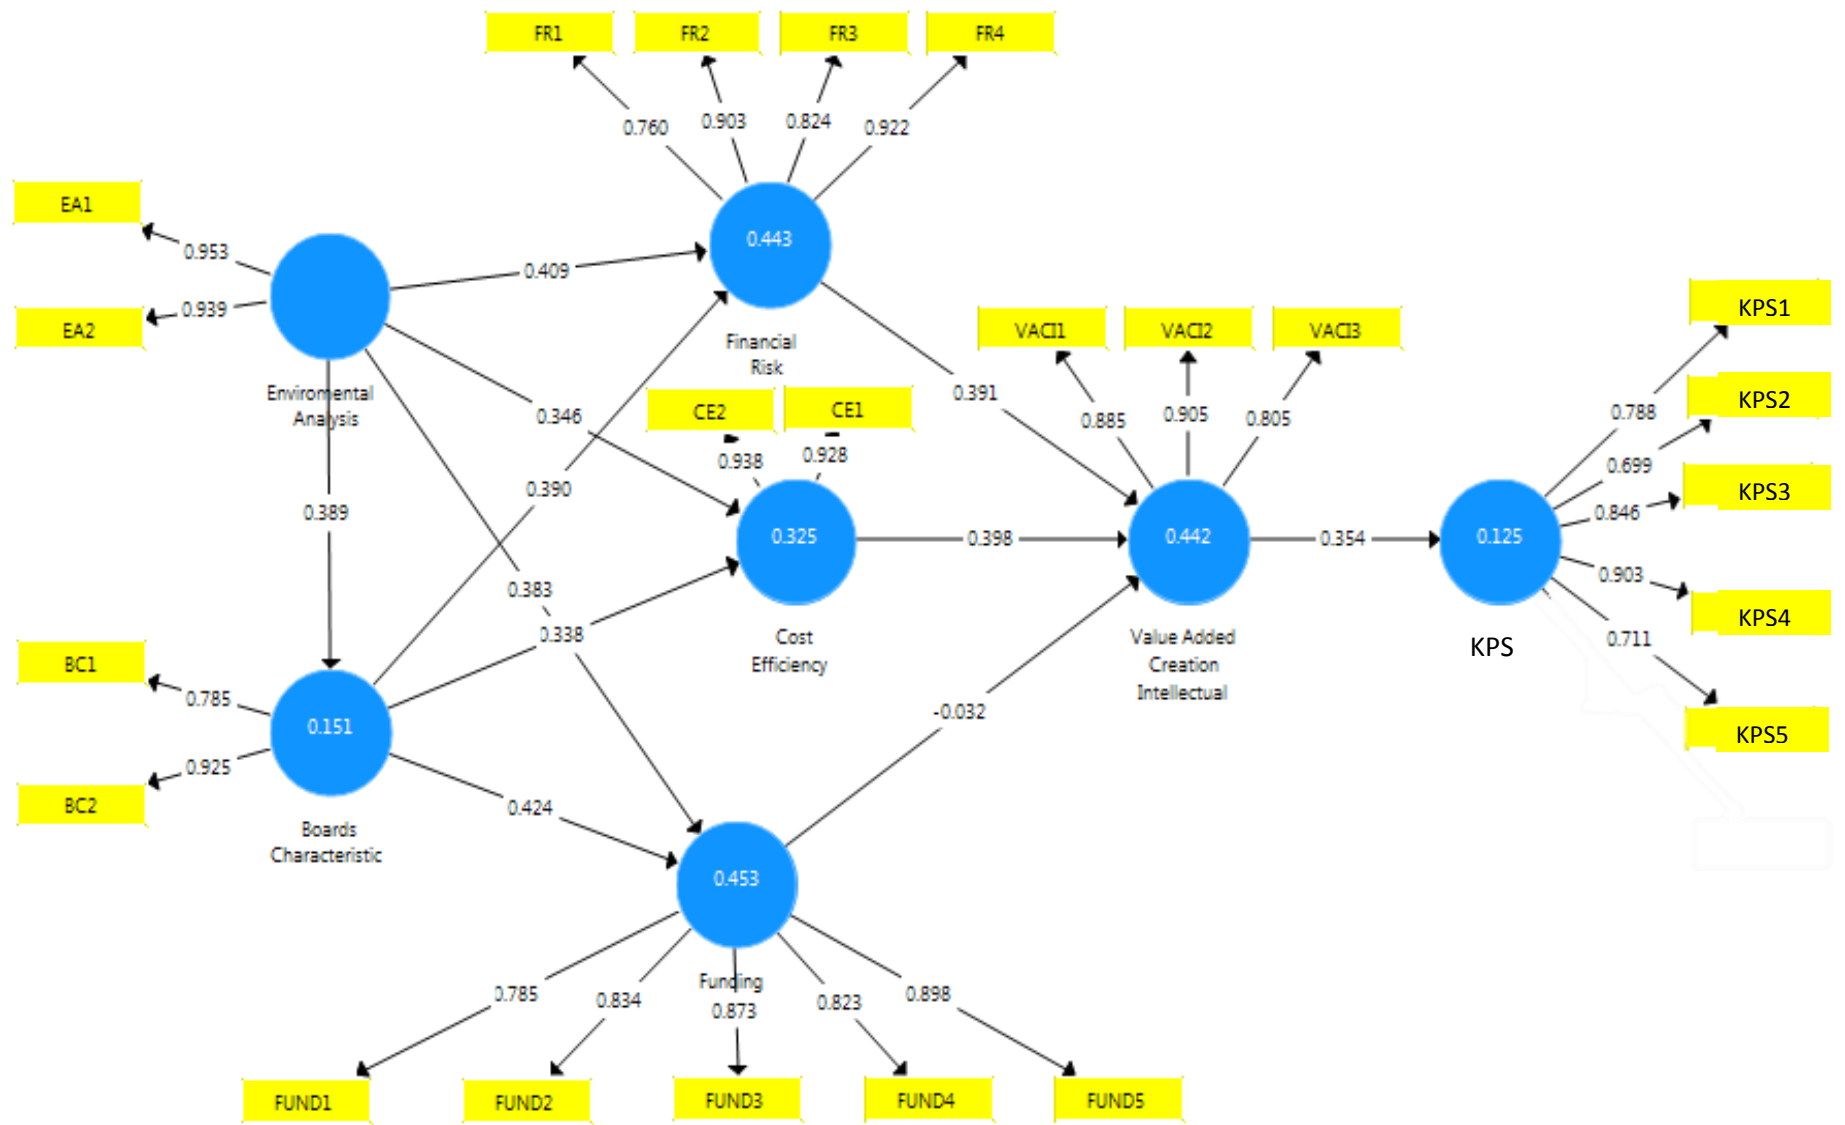 FR1
FR2
FR3
FR4
0.760
0.903
0.824
0.922
EA1
0.953
0.939
EA2
0.409
0.443
Enviromental
Analysis
Financial
Risk
0.346
0.391
CE2
CE1
0.938
0.928
VACI1
VACI2
VACI3
0.885
0.905
0.805
KPS1
KPS2
KPS3
KPS4
KPS5
0.788
0.699
0.846
0.903
0.711
0.389
0.390
0.383
0.338
0.325
0.398
0.442
0.354
0.125
Cost
Efficiency
Value Added
Creation
Intellectual
KPS
BC1
0.785
0.925
BC2
0.151
Boards
Characteristic
0.424
-0.032
0.453
Funding
0.785
0.834
0.873
0.823
0.898
FUND1
FUND2
FUND3
FUND4
FUND5